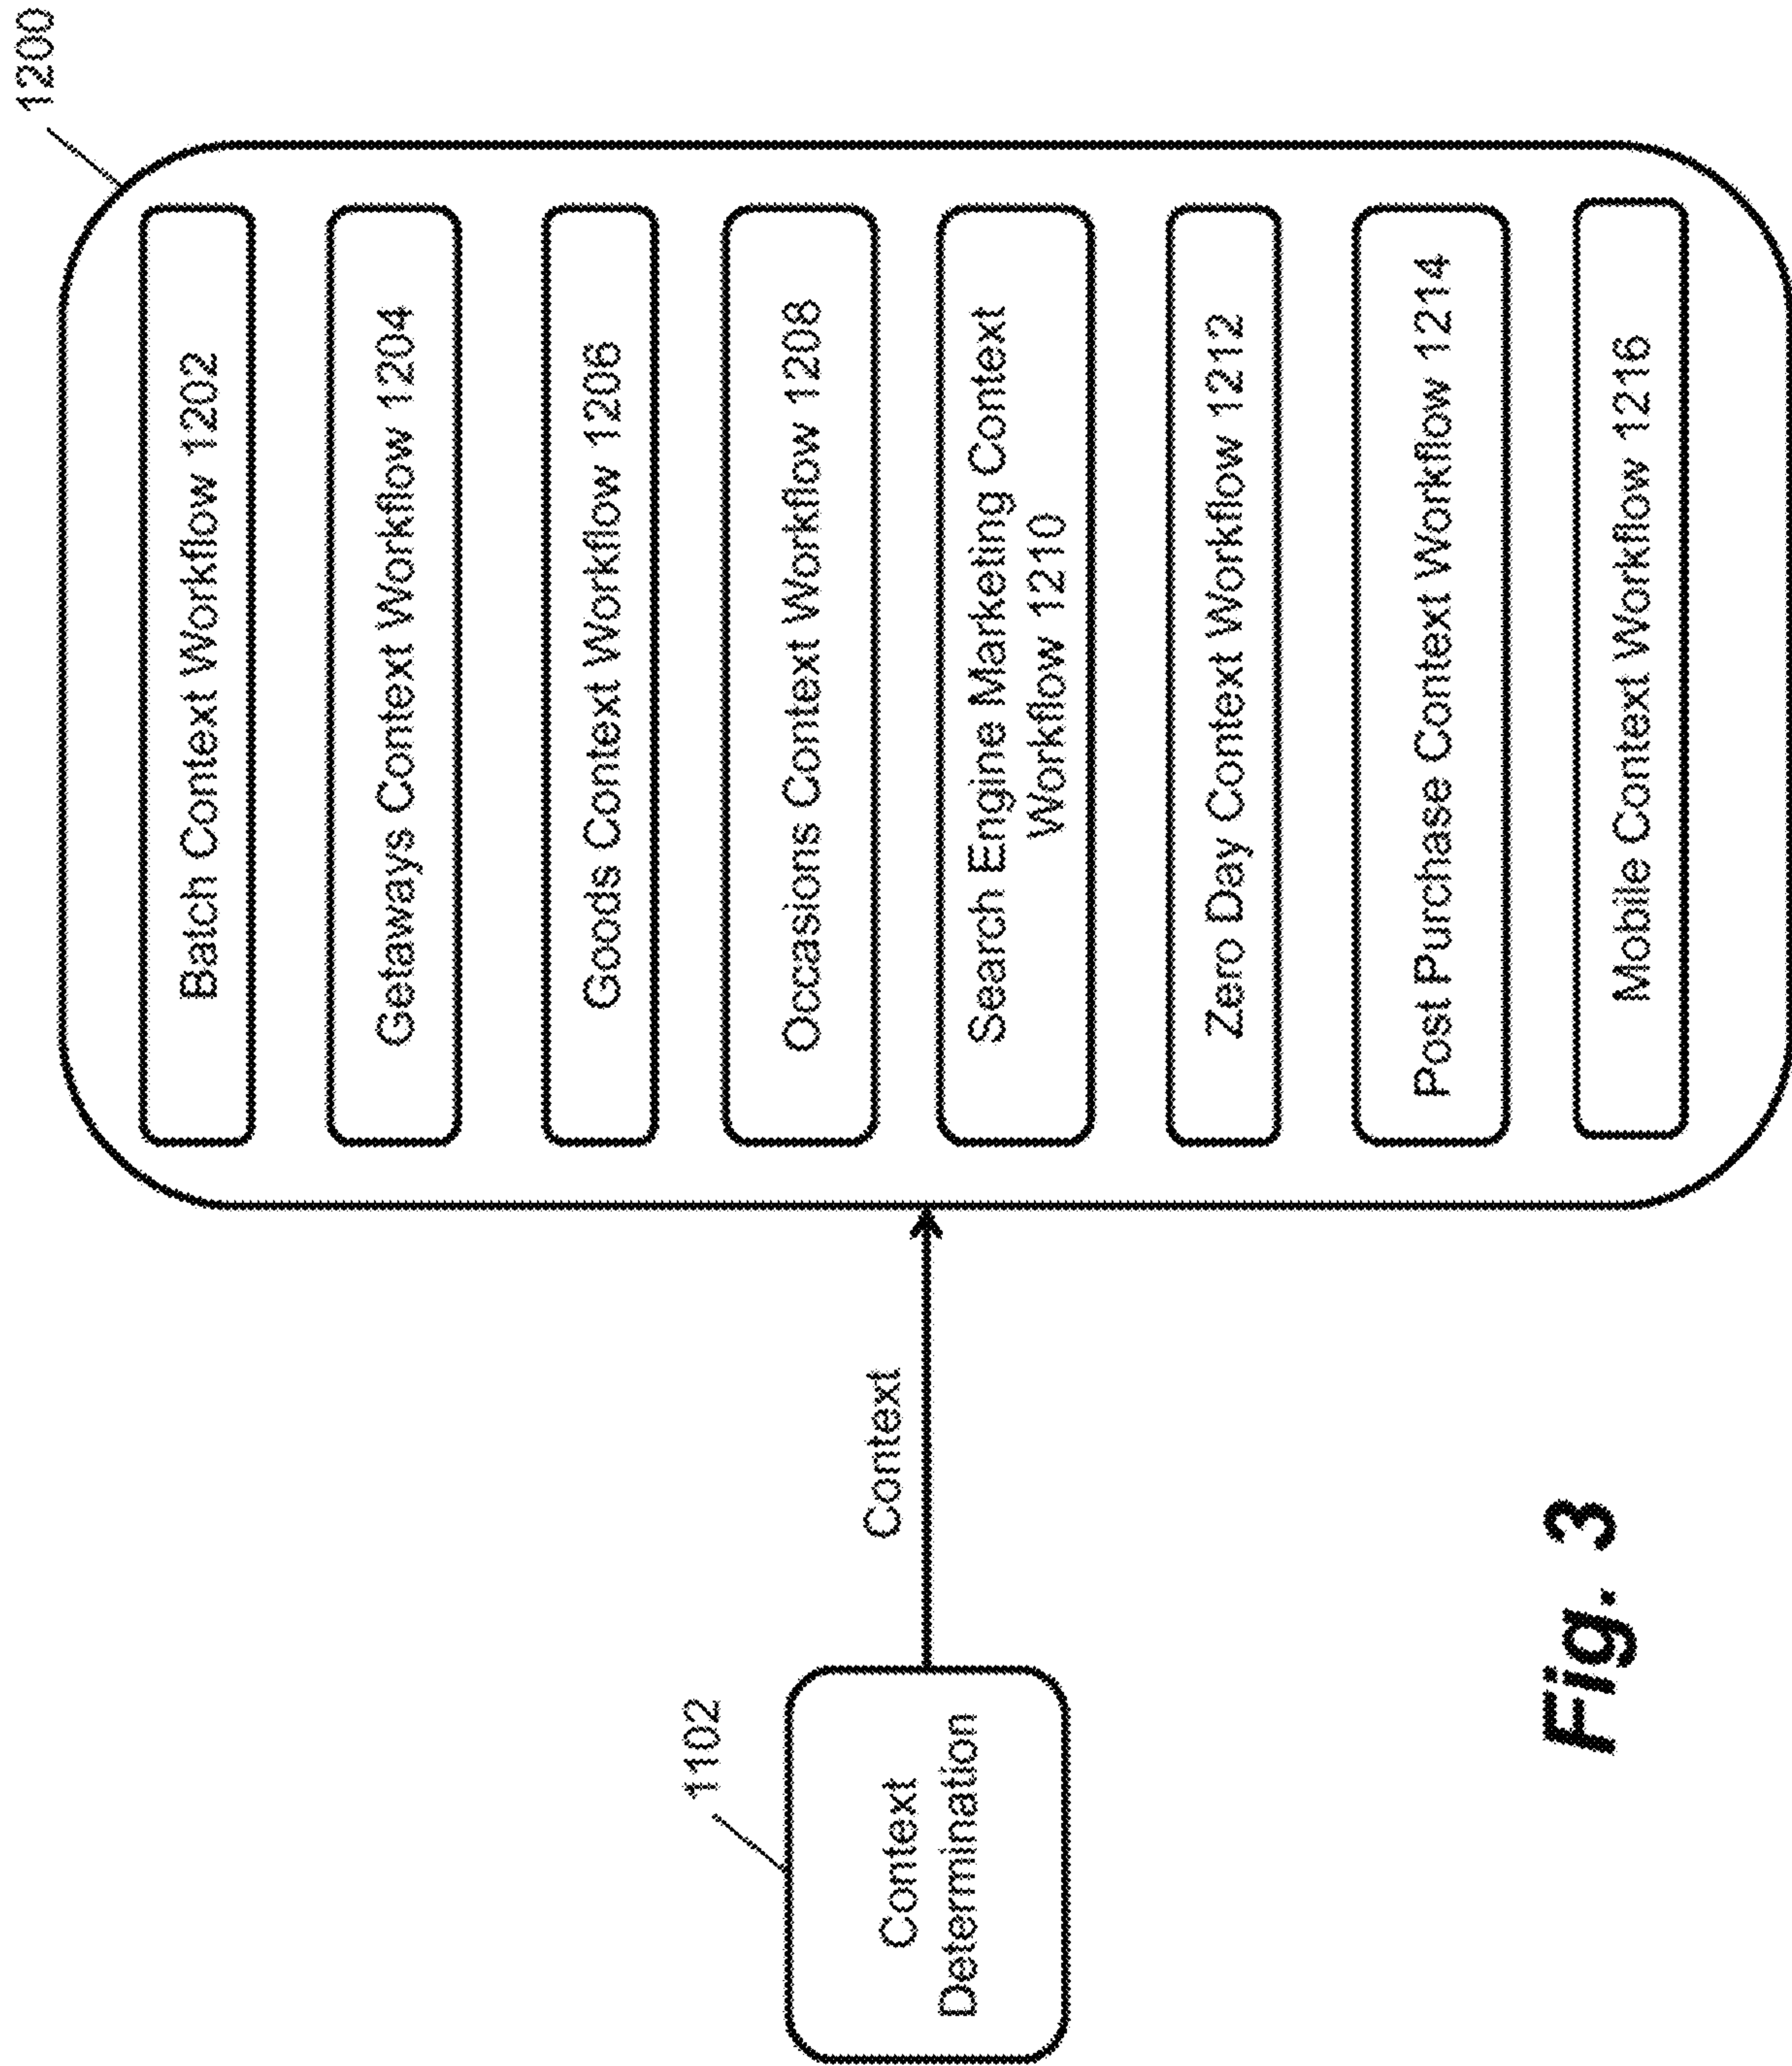 1200
Batch Context Workflow 1202
Getaways Context Workflow 1204
Goods Context Workflow 1206
Occasions Context Workflow 1208
Search Engine Marketing Context
Workflow 1210
Zero Day Context Workflow 1212
Post Purchase Context Workflow 1214
Mobile Context Workflow 1216
Context
1102
Context
Determination
Fig. 3